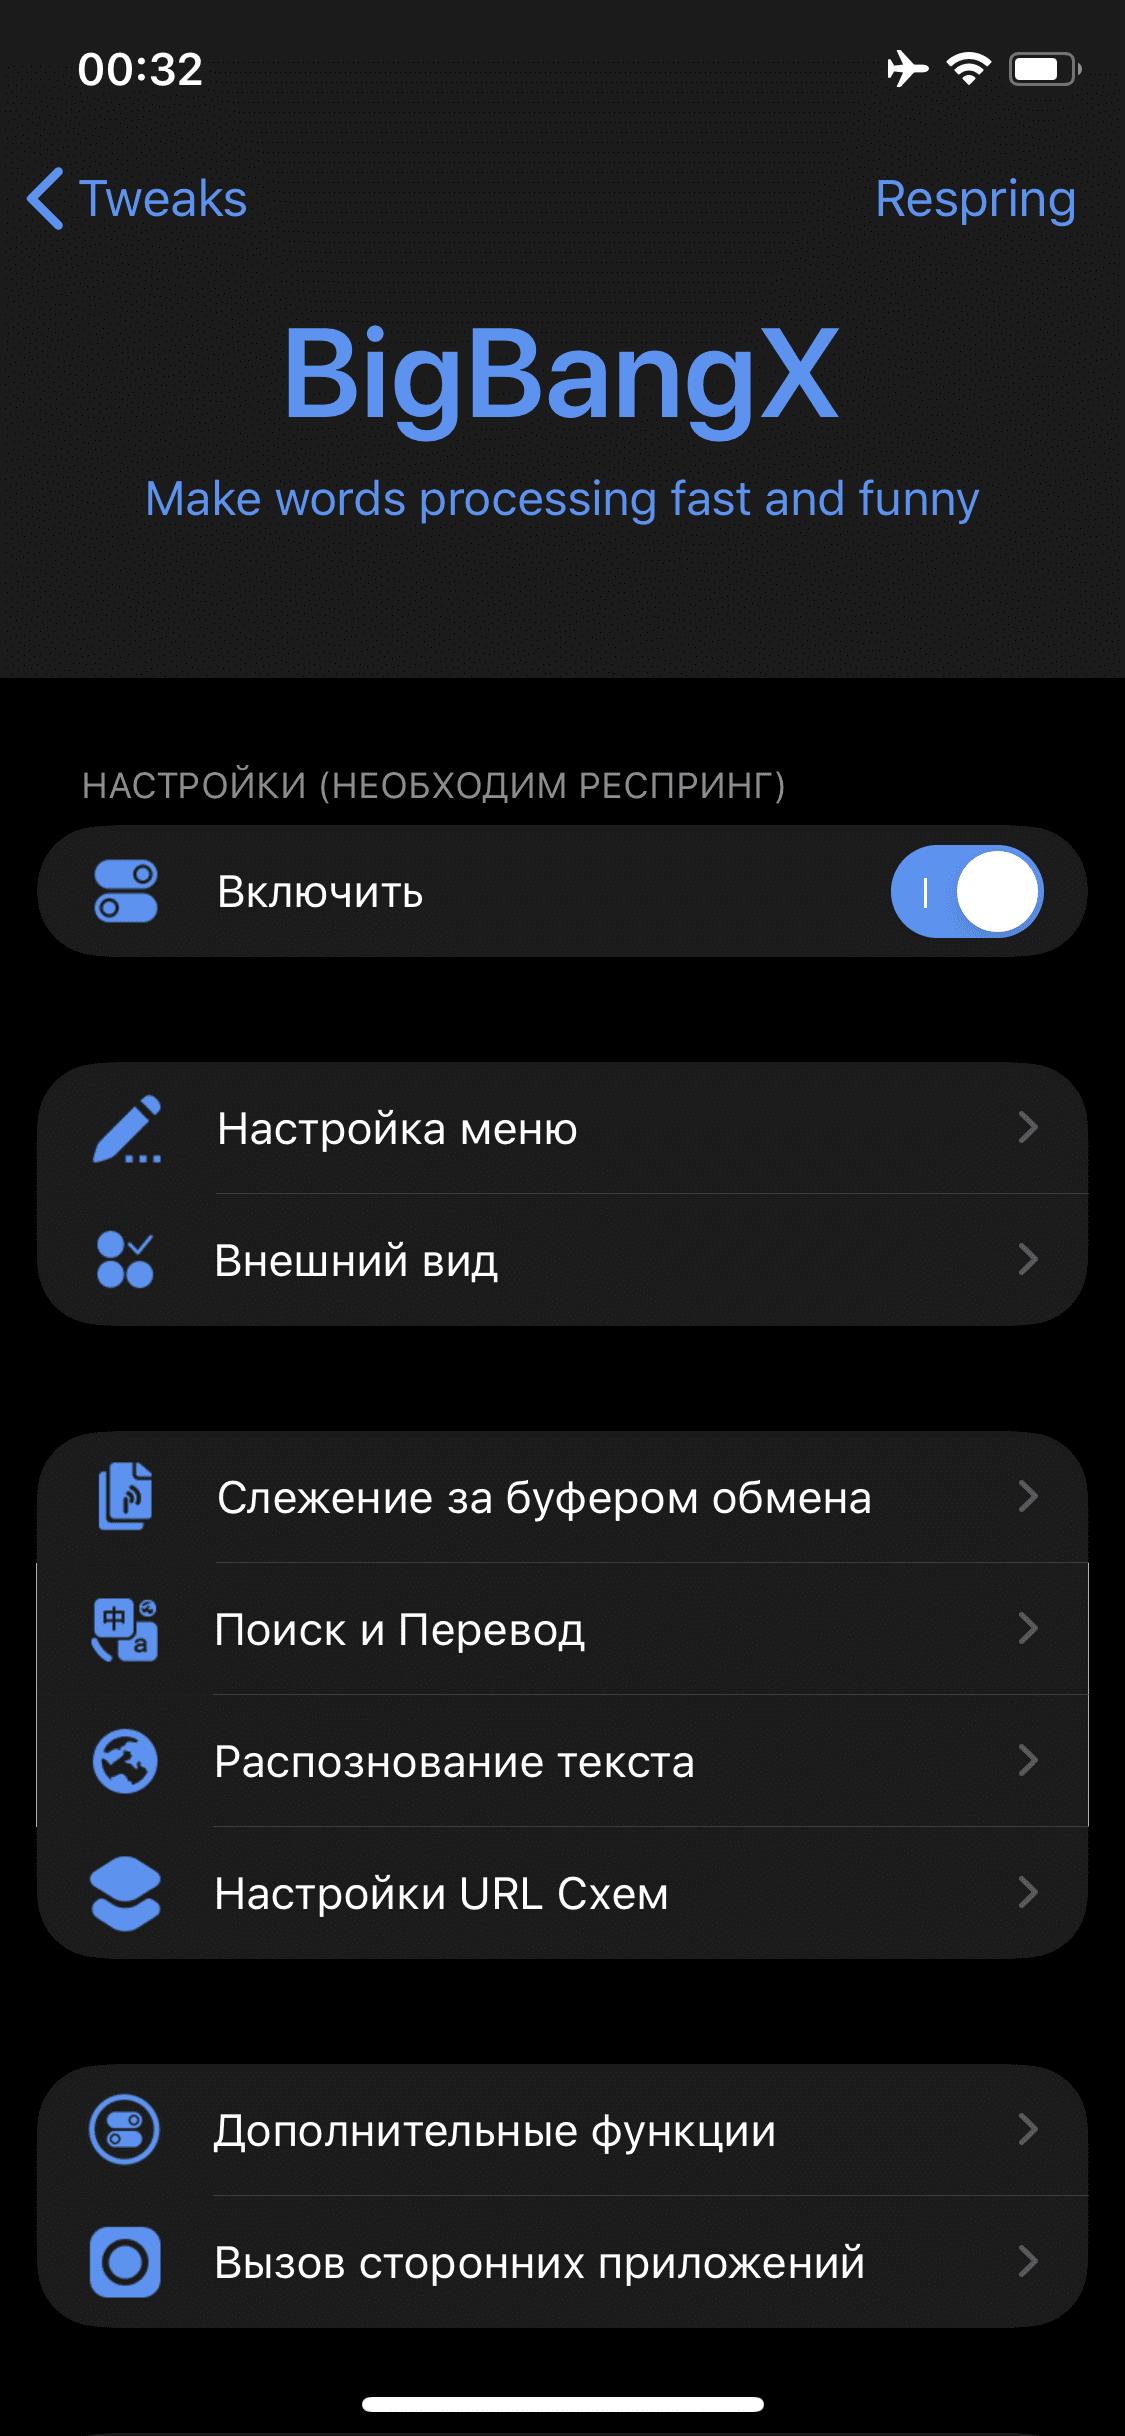 00:32
Tweaks
Respring
BigBangX
Make words processing fast and funny
НАСТРОЙКИ (НЕОБХОДИМ РЕСПРИНГ)
Включить
Настройка меню
Внешний вид
Слежение за буфером обмена
Поиск и Перевод
Распознование текста
Настройки URL Схем
Дополнительные функции
Вызов сторонних приложений